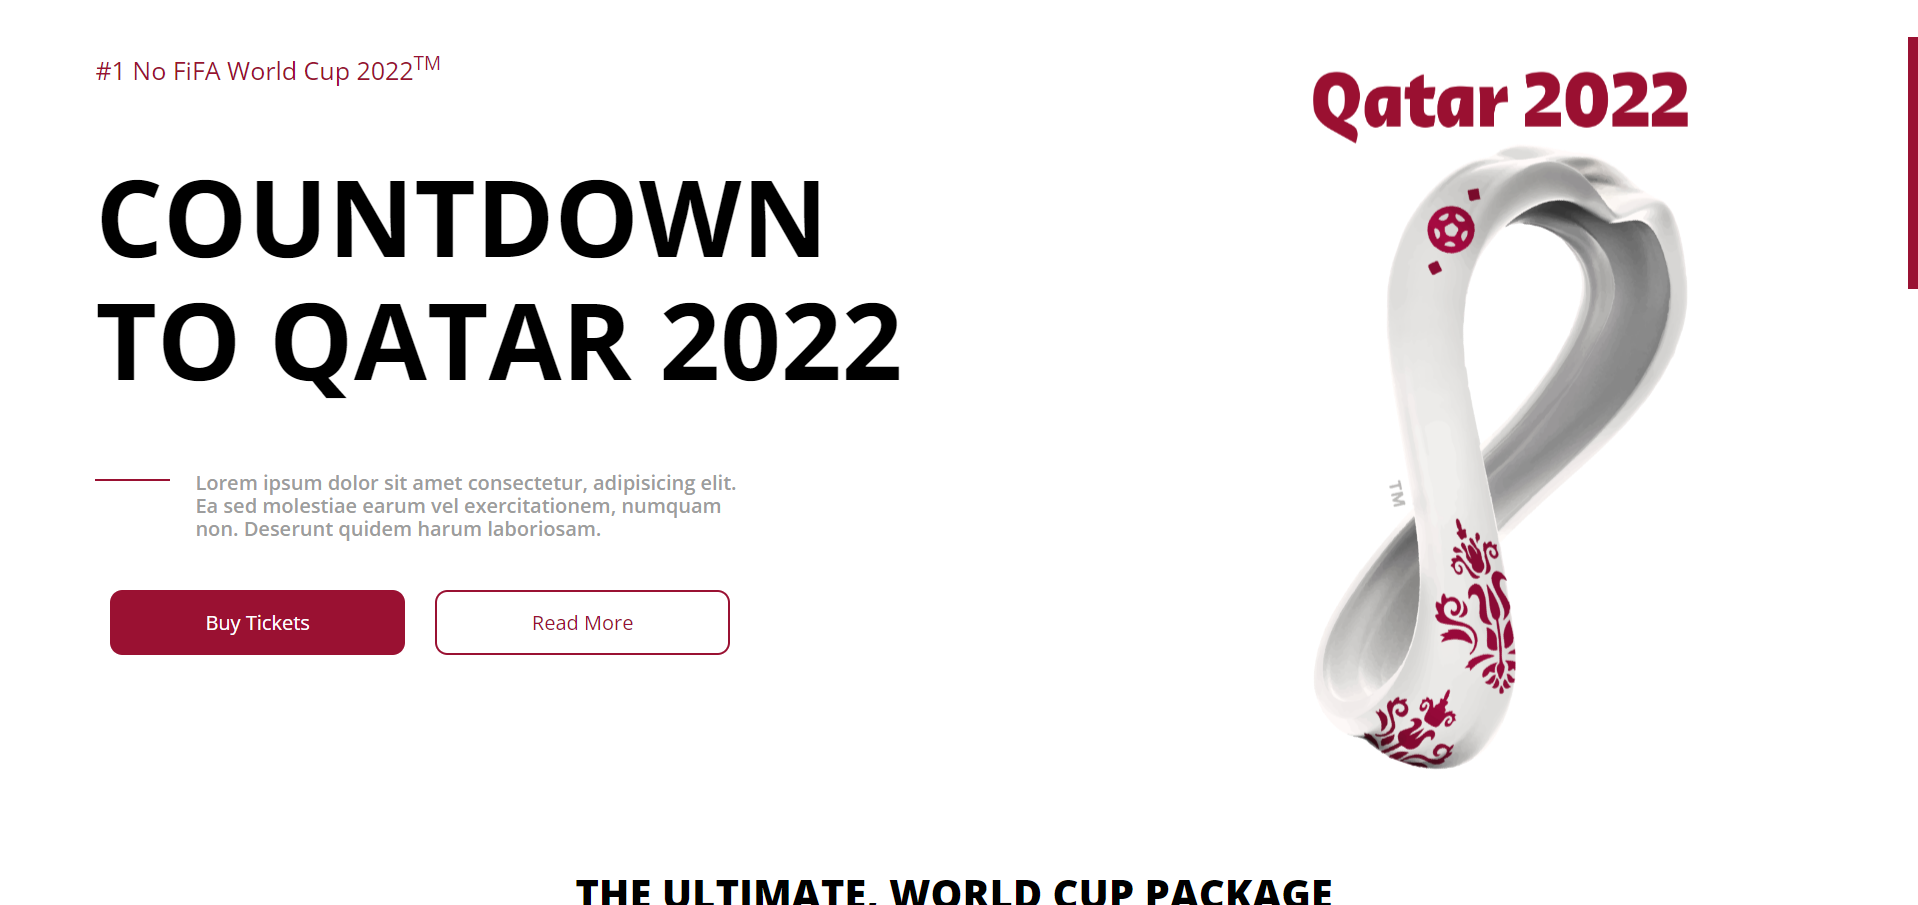 #1 No FiFA World Cup 2022TM
COUNTDOWN
TO QATAR 2022
Lorem ipsum dolor sit amet consectetur, adipisicing elit.
Ea sed molestiae earum vel exercitationem, numquam
non. Deserunt quidem harum laboriosam.
Buy Tickets
Read More
Qatar 2022
TM
THE ULTIMATE, WORLD CUP PACKAGE